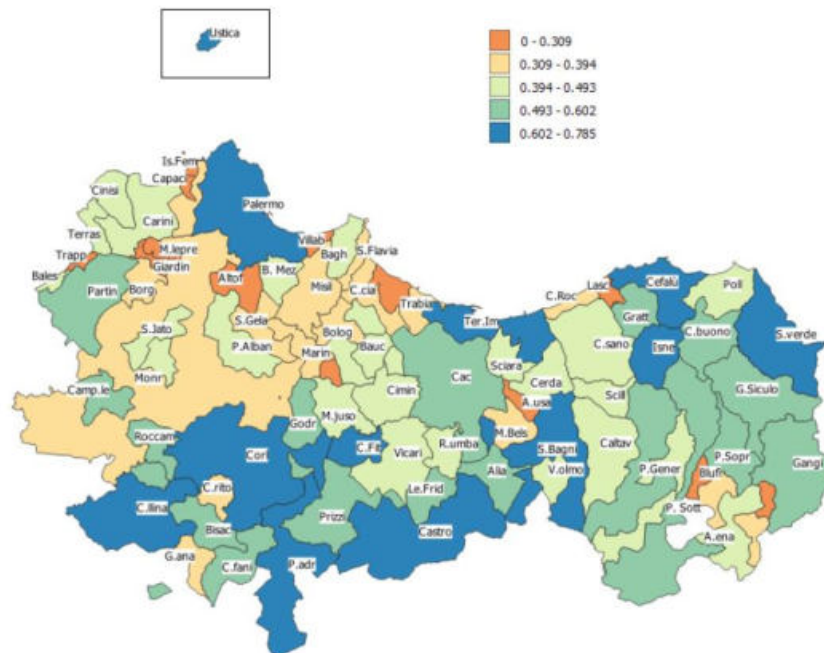 Ustica
0 - 0.309
0.309 - 0.394
0.394 - 0.493
0.493 - 0.602
0.602 - 0.785
Is.Fem
Capaci
Cinisi
Palermo
Carini
Terras
Villab
S.Flavia
M.lepre
Bagh
Trapp
Giardin
B. Mez
Altof
Bales
Partin
Borg
Misil
C.cia
Trabia
Lasc
Cefalù
Poll
C.Roc
S.Gela
Ter.Im
Gratt
S.Jato
Bolog
C.buono
S.verde
P.Alban
Marin
Bauc
C.sano
Isne
Sciara
Monr
Cac
Cerda
G.Siculo
Camp.le
Cimin
Scill
A.usa
M.juso
Godr
Roccam
M.Bels
Caltav
R.umba
C.Fit
S.Bagni
Corl
Vicari
P.Sopr
Gangi
Alia
V.olmo
P.Gener
Blufi
C.rito
Le.Frid
C.llina
Prizzi
P. Sott
Bisac
Castro
A.ena
G.ana
C.fani
P.adr